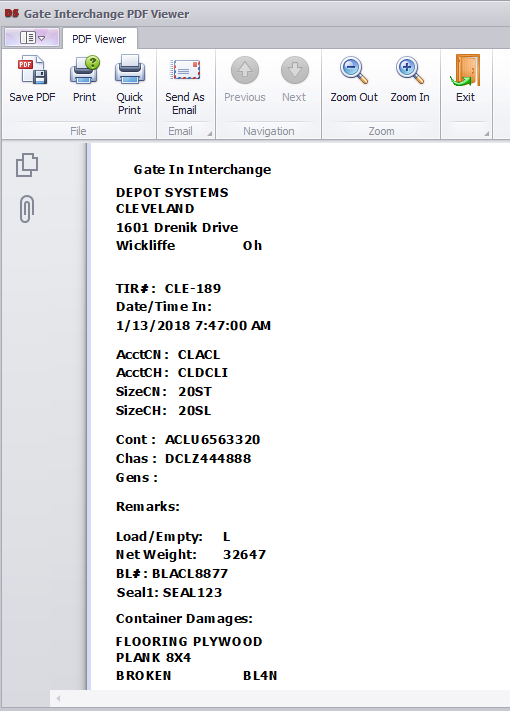 Gate Interchange PDF Viewer
PDF Viewer
Save PDF
Print
Quick
Print
Send As
Email
Previous
Next
Zoom Out
Zoom In
Exit
File
Email
Navigation
Zoom
Gate In Interchange
DEPOT SYSTEMS
CLEVELAND
1601 Drenik Drive
Wickliffe Oh
TIR#: CLE-189
Date/Time In:
1/13/2018 7:47:00 AM
AcctCN: CLACL
AcctCH: CLDCLI
SizeCN: 20ST
SizeCH: 20SL
Cont : ACLU6563320
Chas : DCLZ444888
Gens :
Remarks:
Load/Empty: L
Net Weight: 32647
BL#: BLACL8877
Seal1: SEAL123
Container Damages:
FLOORING PLYWOOD
PLANK 8X4
BROKEN BL4N